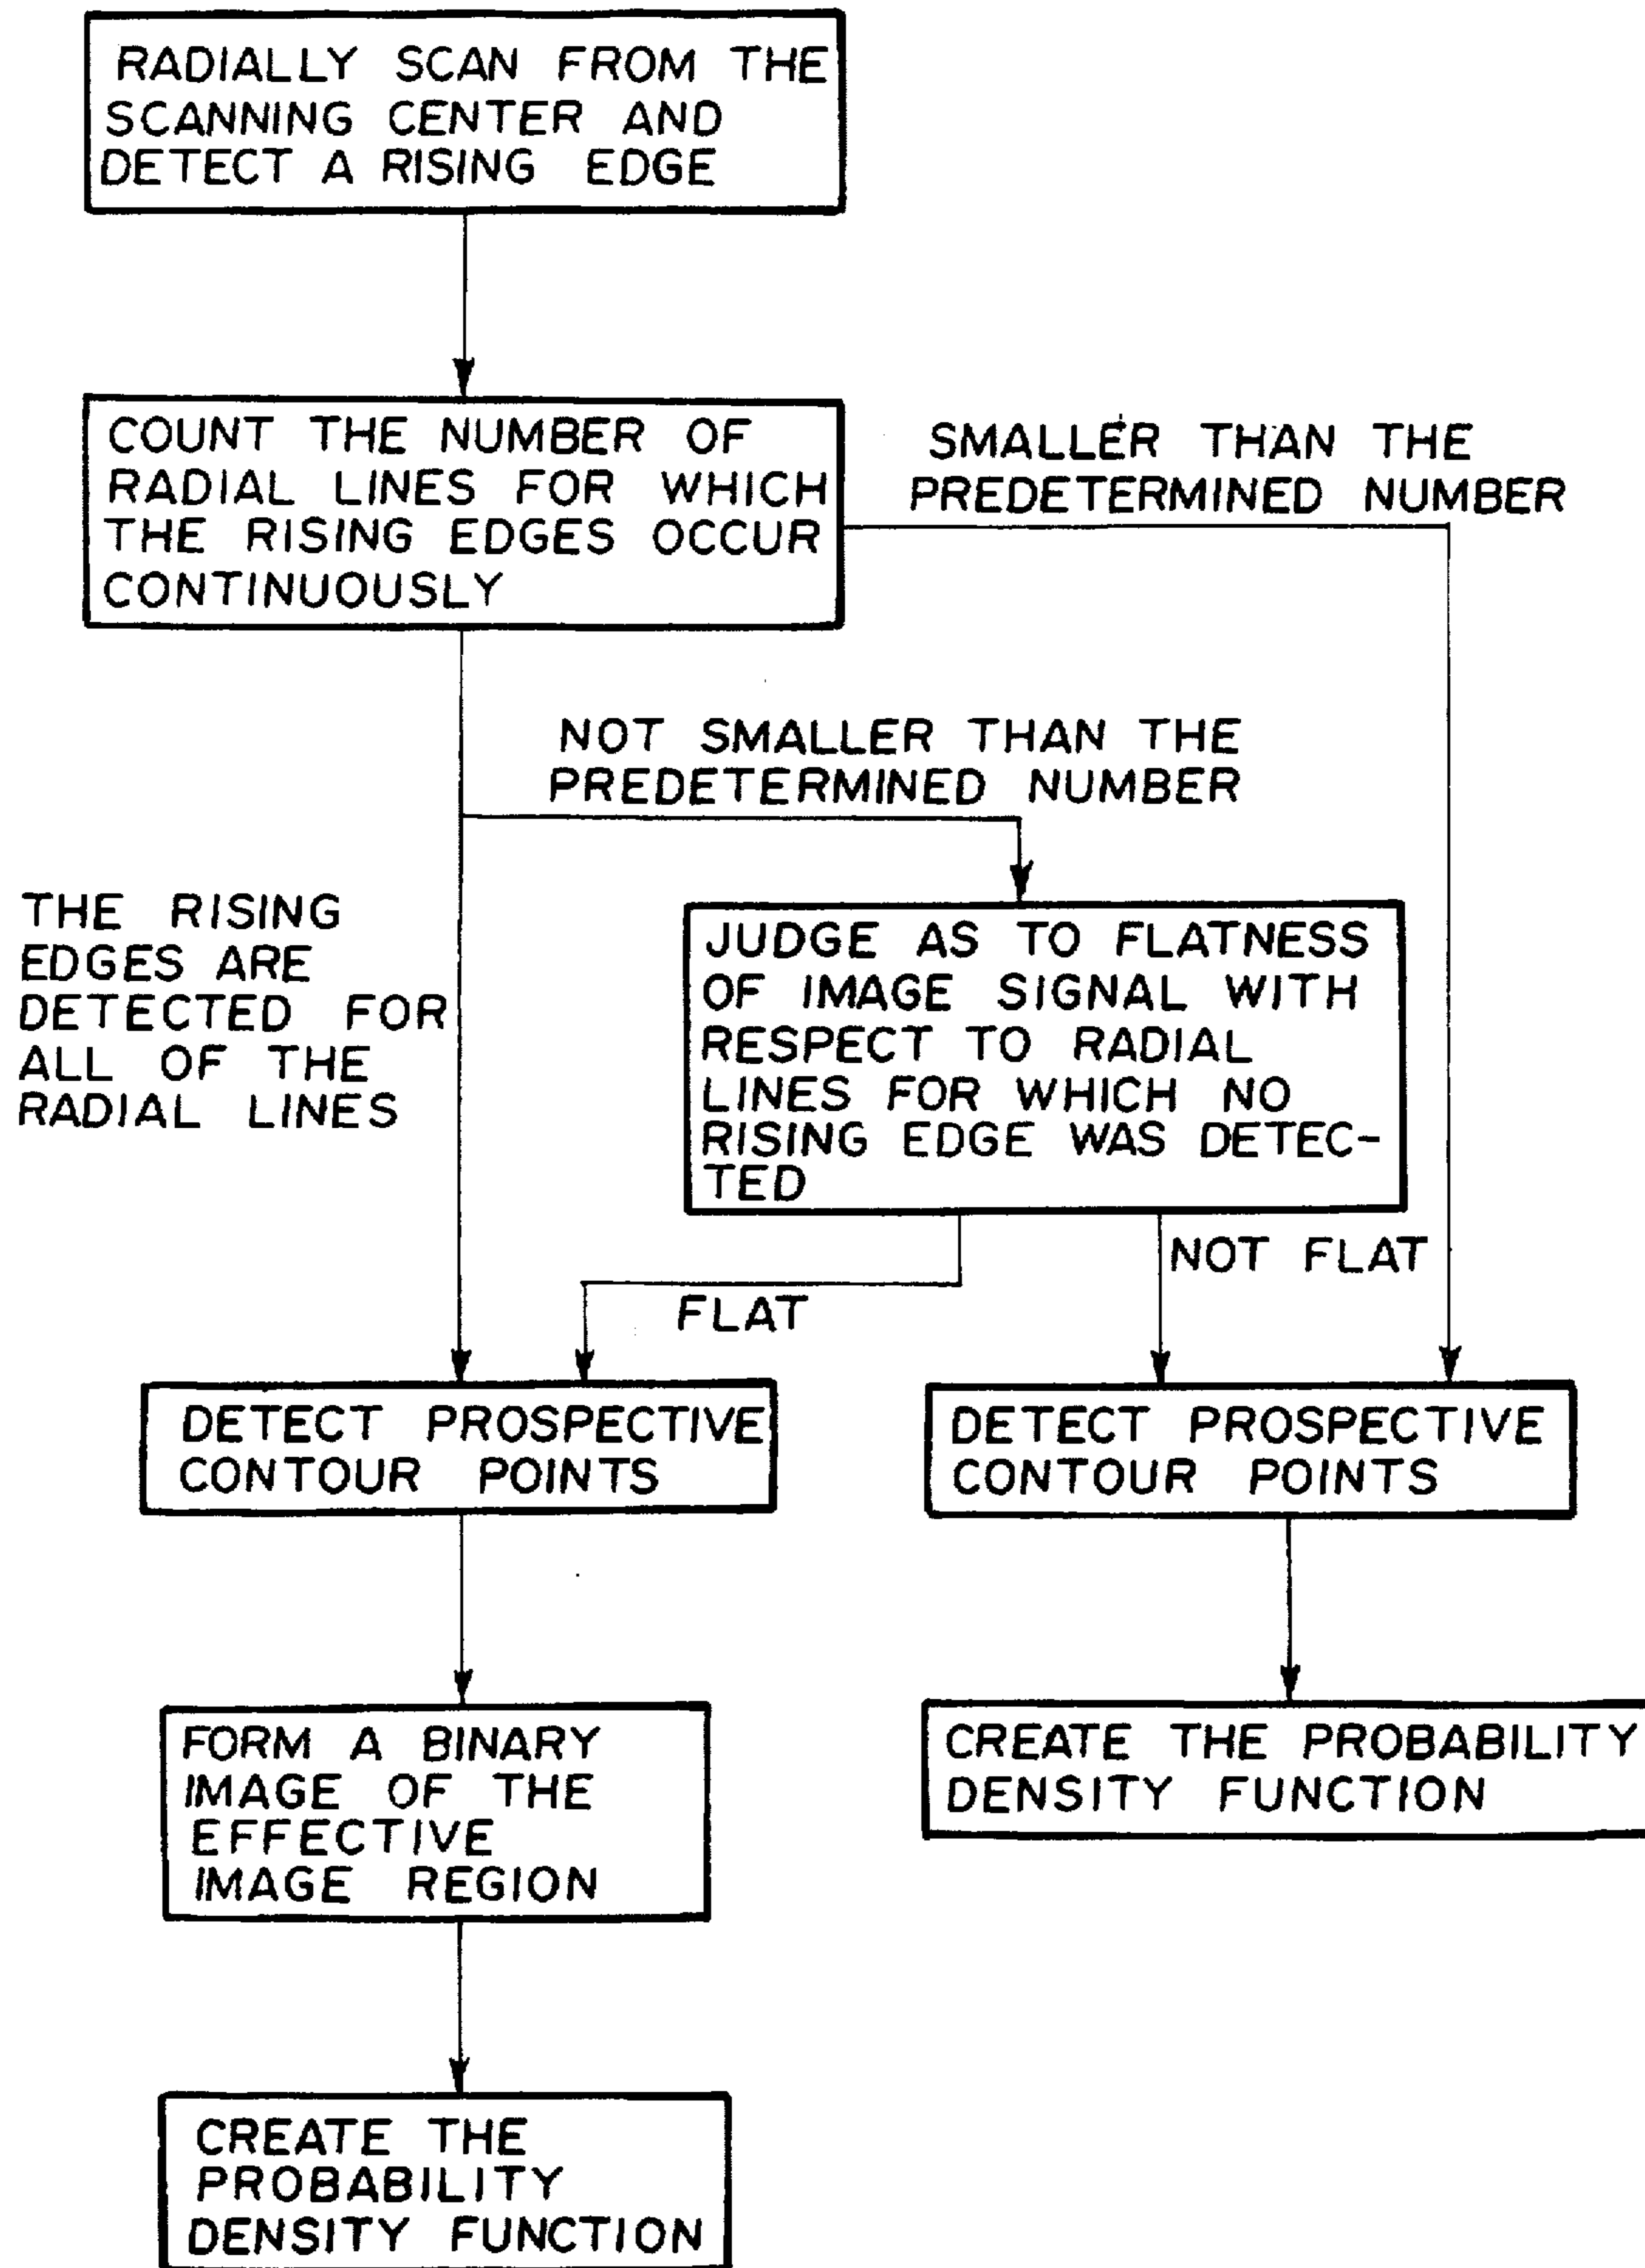 RADIALLY SCAN FROM THE
SCANNING CENTER AND
DETECT A RISING EDGE
COUNT THE NUMBER OF
RADIAL LINES FOR WHICH
THE RISING EDGES OCCUR
CONTINUOUSLY
SMALLER THAN THE
PREDETERMINED NUMBER
NOT SMALLER THAN THE
PREDETERMINED NUMBER
THE RISING
EDGES ARE
DETECTED FOR
ALL OF THE
RADIAL LINES
JUDGE AS TO FLATNESS
OF IMAGE SIGNAL WITH
RESPECT TO RADIAL
LINES FOR WHICH NO
RISING EDGE WAS DETEC-
TED
NOT FLAT
FLAT
DETECT PROSPECTIVE
CONTOUR POINTS
DETECT PROSPECTIVE
CONTOUR POINTS
FORM A BINARY
IMAGE OF THE
EFFECTIVE
IMAGE REGION
CREATE THE PROBABILITY
DENSITY FUNCTION
CREATE THE
PROBABILITY
DENSITY FUNCTION